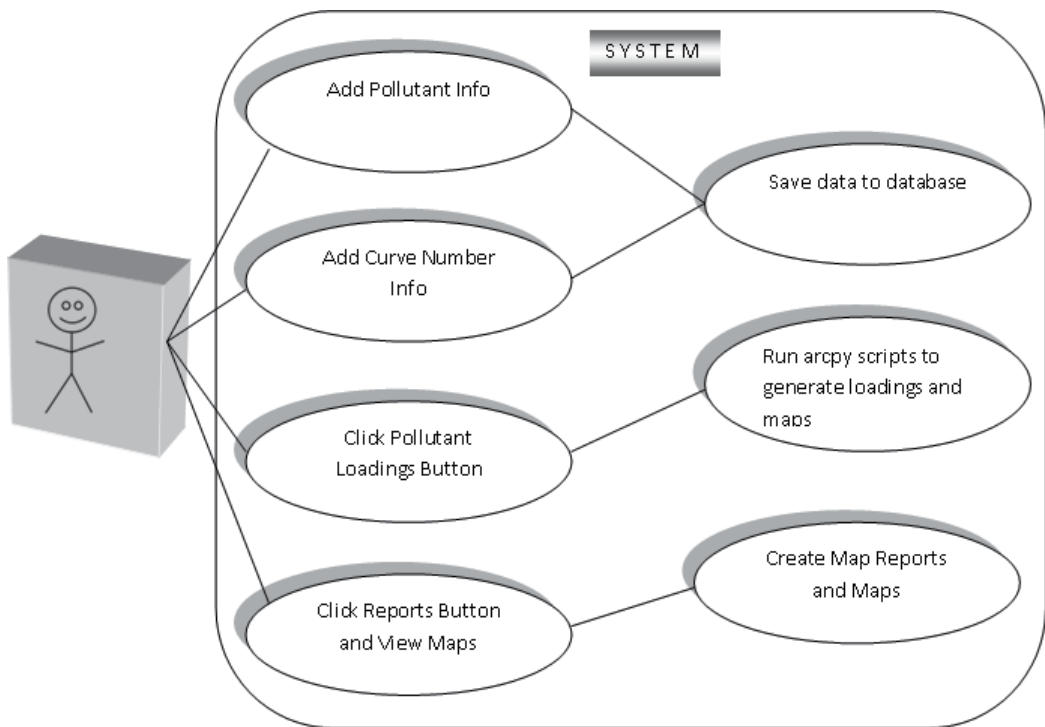 SYSTEM
Add Pollutant Info
Save data to database
Add Curve Number
Info
Run arcpy scripts to
generate loadings and
maps
Click Pollutant
Loadings Button
Create Map Reports
and Maps
Click Reports Button
and View Maps